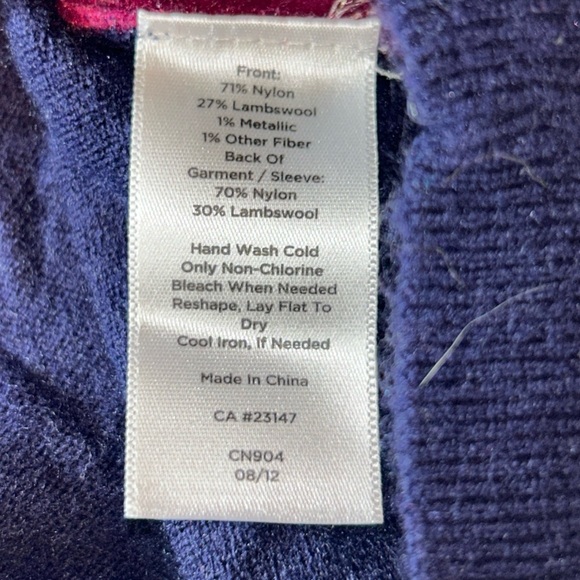 Front:
71% Nylon
27% Lambswool
1% Metallic
1% Other Fiber
Back Of
Garment / Sleeve:
70% Nylon
30% Lambswool
Hand Wash Cold
Only Non-Chlorine
Bleach When Needed
Reshape, Lay Flat To
Dry
Cool Iron, If Needed
Made In China
CA #23147
CN904
08/12